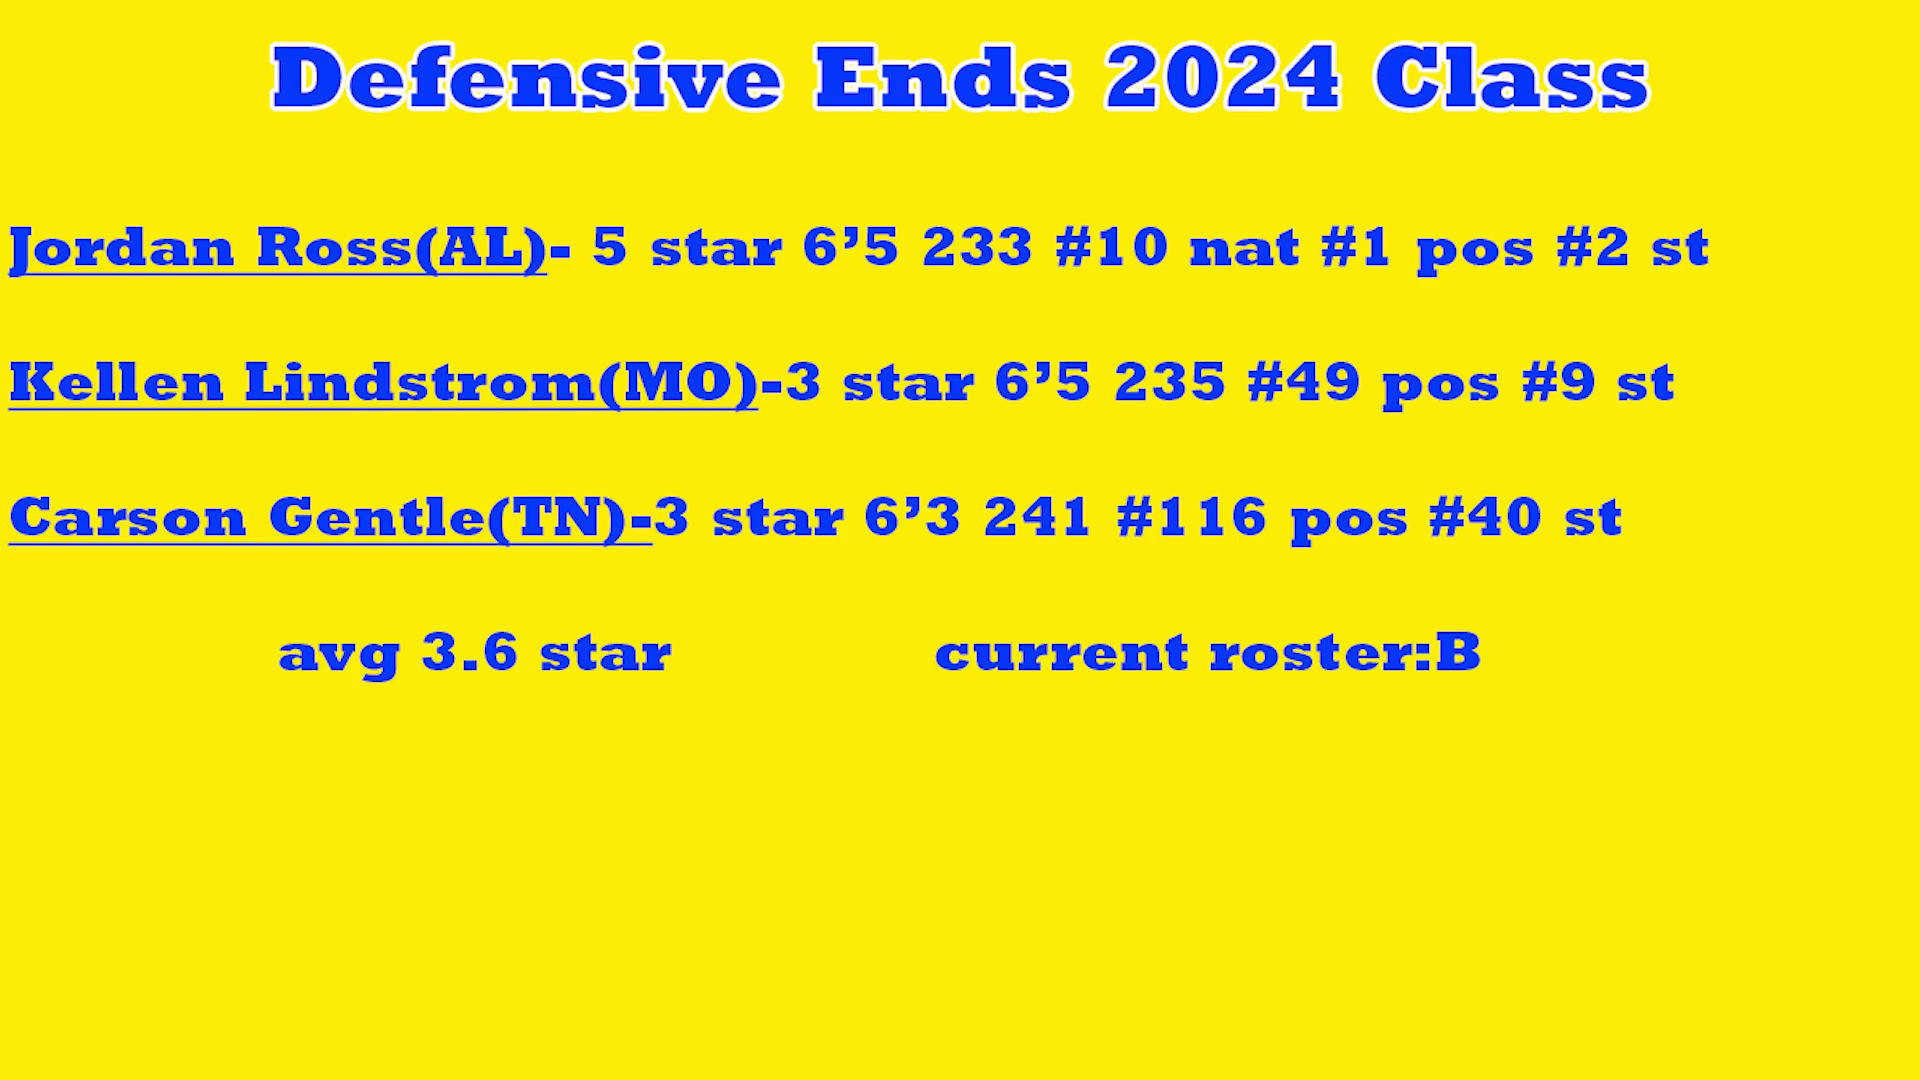 Defensive Ends 2024 Class
Jordan Ross(AL)- 5 star 6’5 233 #10 nat #1 pos #2 st
Kellen Lindstrom(MO)-3 star 6’5 235 #49 pos #9 st
Carson Gentle(TN)-3 star 6’3 241 #116 pos #40 st
avg 3.6 star current roster:B